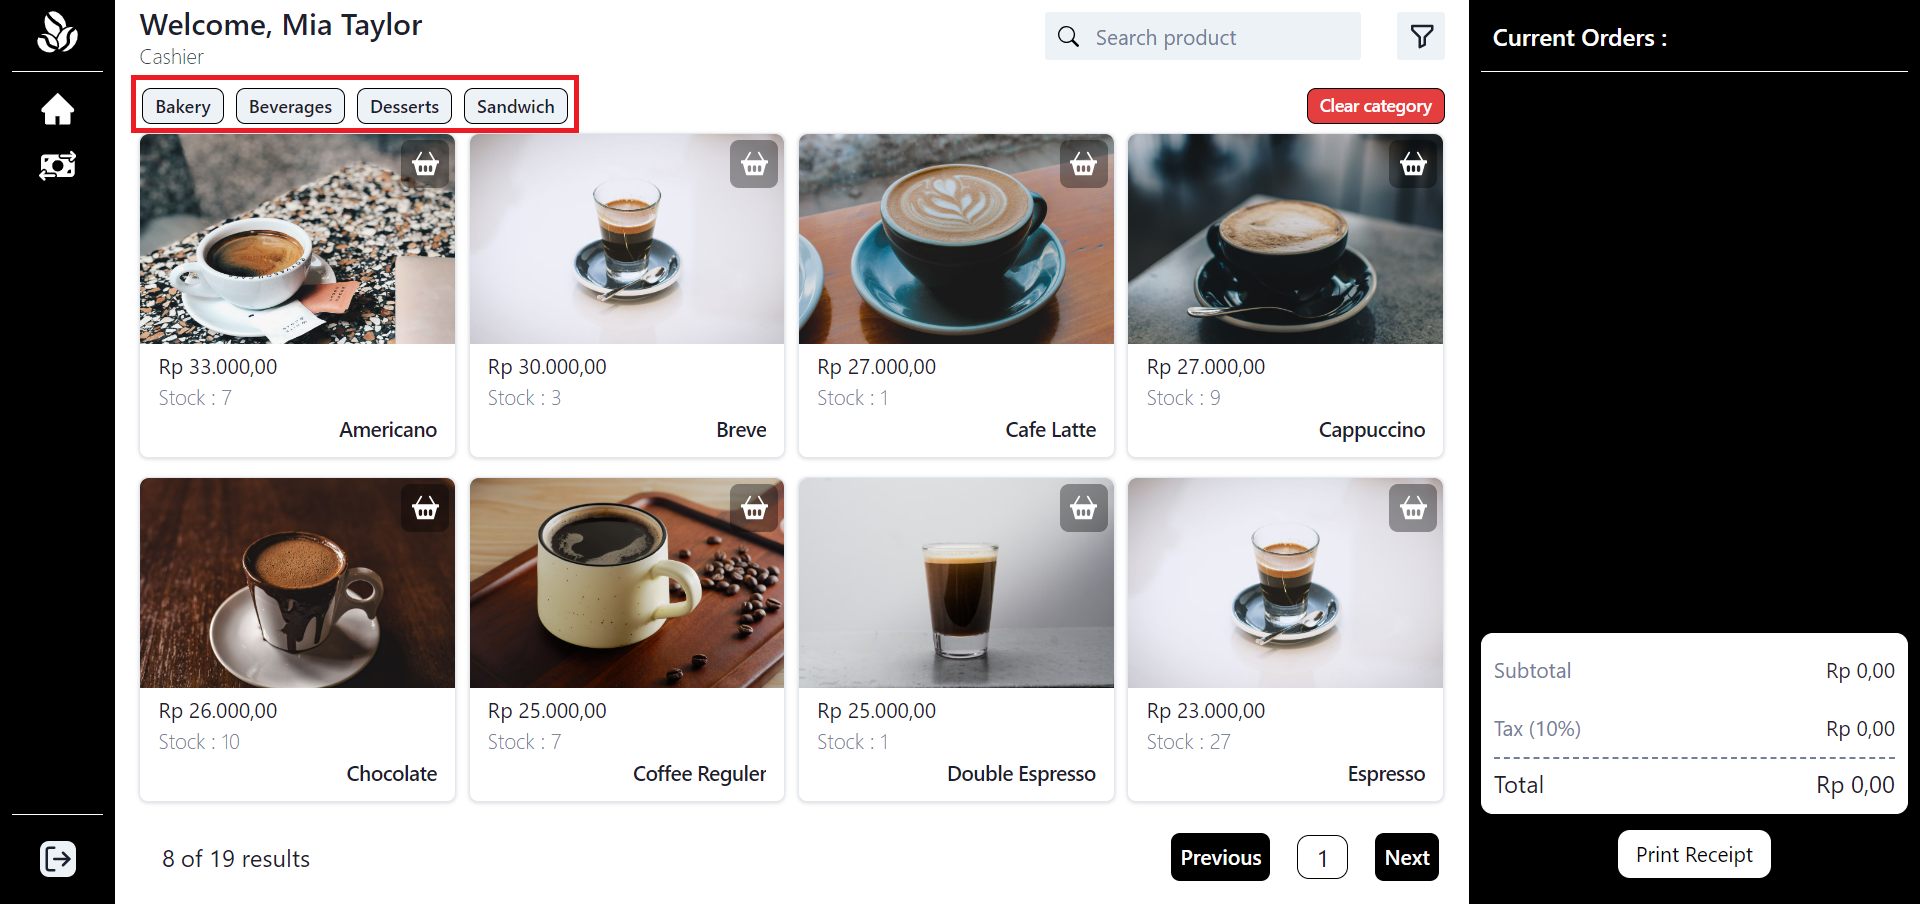 Welcome, Mia Taylor
Cashier
Search product
Bakery
Beverages
Desserts
Sandwich
Clear category
Rp 33.000,00
Stock : 7
Americano
Rp 30.000,00
Stock : 3
Breve
Rp 27.000,00
Stock : 1
Cafe Latte
Rp 27.000,00
Stock : 9
Cappuccino
Rp 26.000,00
Stock : 10
Chocolate
Rp 25.000,00
Stock : 7
Coffee Reguler
Rp 25.000,00
Stock : 1
Double Espresso
Rp 23.000,00
Stock : 27
Espresso
8 of 19 results
Previous
1
Next
Current Orders :
Subtotal Rp 0,00
Tax (10%) Rp 0,00
Total Rp 0,00
Print Receipt